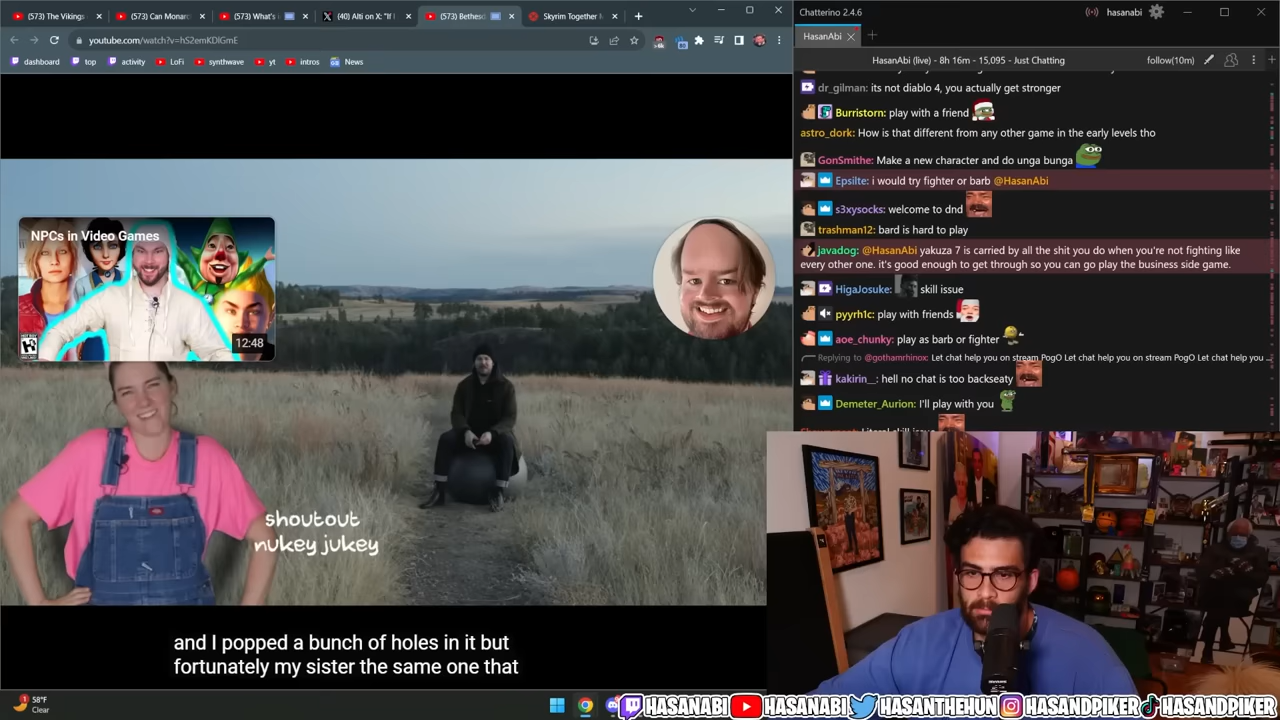 (573) The Vikings
(573) Can Monarc
(573) What's i
(40) Alti on X: "If I
(573) Bethes
Skyrim Together M
youtube.com/watch?v=hS2emKDlGmE
dashboard
top
activity
LoFi
synthwave
yt
intros
News
NPCs in Video Games
12:48
shoutout
nukey jukey
and I popped a bunch of holes in it but
fortunately my sister the same one that
58°F
Clear
Chatterino 2.4.6
hasanabi
HasanAbi
HasanAbi (live) - 8h 16m - 15,095 - Just Chatting
follow(10m)
dr_gilman: its not diablo 4, you actually get stronger
Burristorn: play with a friend
astro_dork: How is that different from any other game in the early levels tho
GonSmithe: Make a new character and do unga bunga
Epsilte: i would try fighter or barb @HasanAbi
s3xysocks: welcome to dnd
trashman12: bard is hard to play
javadog: @HasanAbi yakuza 7 is carried by all the shit you do when you're not fighting like
every other one. it's good enough to get through so you can go play the business side game.
HigaJosuke: skill issue
pyyrh1c: play with friends
aoe_chunky: play as barb or fighter
Replying to @gothamrhinox: Let chat help you on stream PogO Let chat help you on stream PogO Let chat help you ...
kakirin__: hell no chat is too backseaty
Demeter_Aurion: I'll play with you
HASANABI
HASANABI
HASANTHEHUN
HASANDPIKER
HASANDPIKER